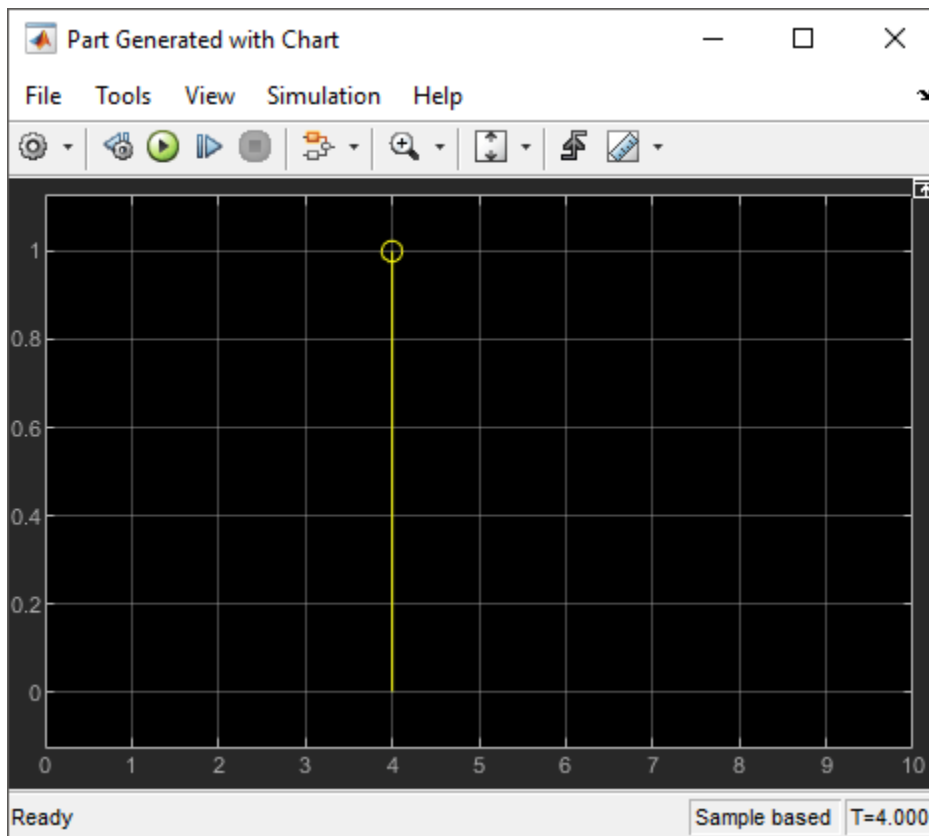 Part Generated with Chart
File Tools View Simulation Help
1
0.8
0.6
0.4
0.2
0
0 1 2 3 4 5 6 7 8 9 10
Ready Sample based T=4.000